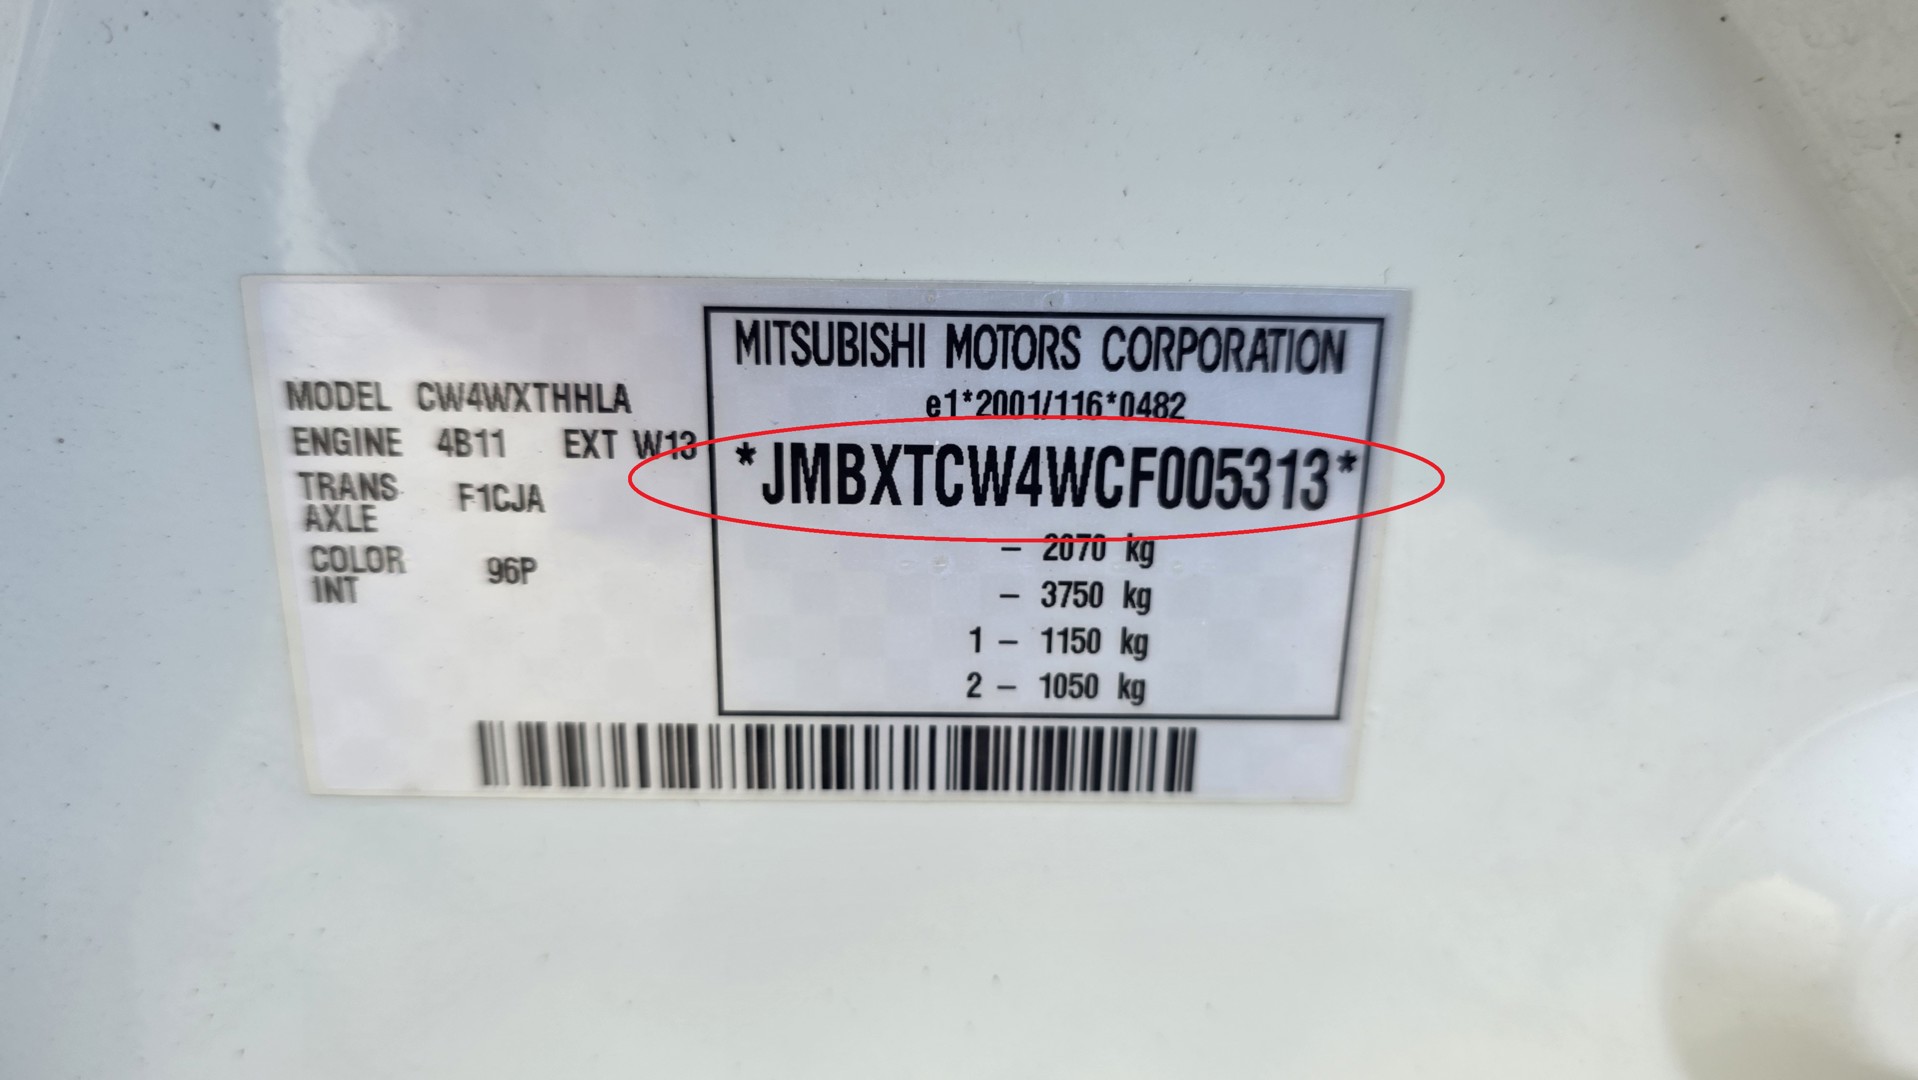 MITSUBISHI MOTORS CORPORATION
e1*2001/116*0482
*JMBXTCW4WCF005313*
- 2070 kg
- 3750 kg
1 - 1150 kg
2 - 1050 kg
MODEL CW4WXTHHLA
ENGINE 4B11 EXT W13
TRANS AXLE F1CJA
COLOR INT 96P